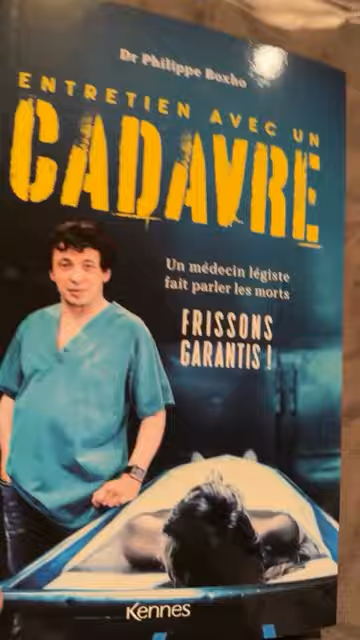 Dr Philippe Boxho
ENTRETIEN AVEC UN
CADAVRE
Un médecin légiste
fait parler les morts
FRISSONS
GARANTIS !
Kennes